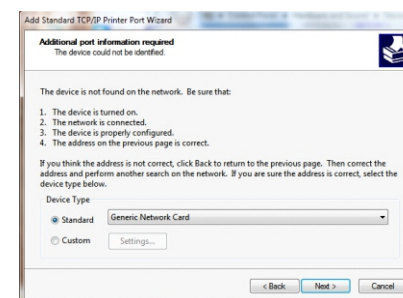 Add Standard TCP/IP Printer Port Wizard
Additional port information required
The device could not be identified.
The device is not found on the network. Be sure that:
1. The device is turned on.
2. The network is connected.
3. The device is properly configured.
4. The address on the previous page is correct.
If you think the address is not correct, click Back to return to the previous page. Then correct the
address and perform another search on the network. If you are sure the address is correct, select the
device type below.
Device Type
Standard
Generic Network Card
Custom
Settings...
< Back
Next >
Cancel